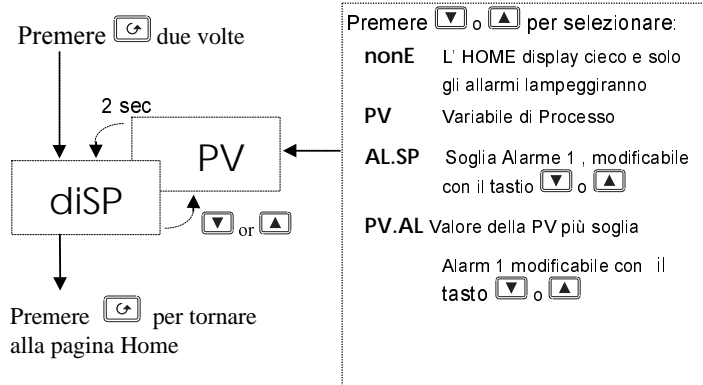 Premere due volte
2 sec
PV
diSP
or
Premere per tornare
alla pagina Home
Premere o per selezionare:
nonE L' HOME display cieco e solo
gli allarmi lampeggiranno
PV Variabile di Processo
AL.SP Soglia Alarme 1 , modificabile
con il tastio o
PV.AL Valore della PV più soglia
Alarm 1 modificabile con il
tasto o